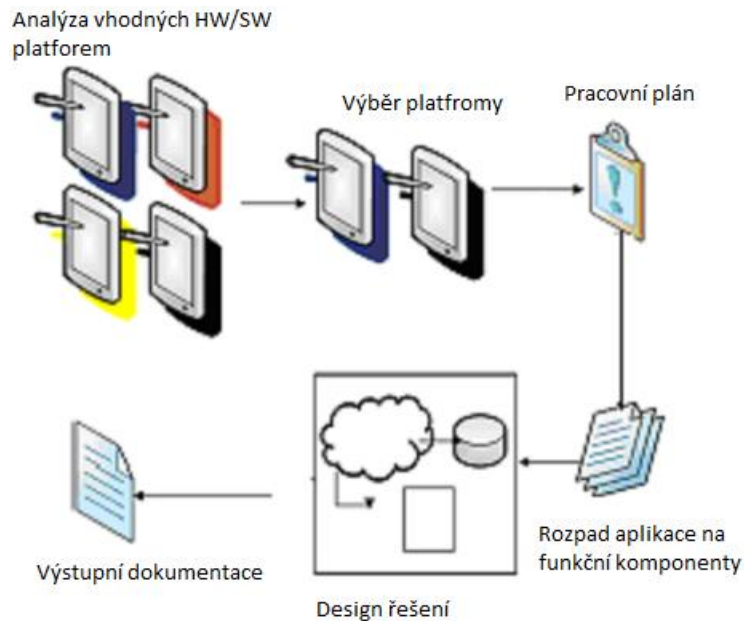 Analýza vhodných HW/SW
platforem
Výběr platfromy
Pracovní plán
Rozpad aplikace na
funkční komponenty
Design řešení
Výstupní dokumentace